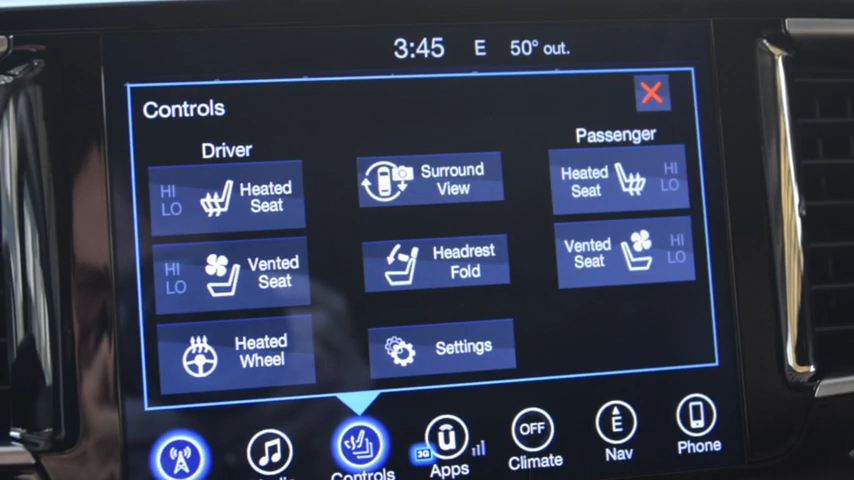 3:45 E 50° out.
Controls
Driver
Passenger
HI
LO
Heated
Seat
Surround
View
Heated
Seat
HI
LO
HI
LO
Vented
Seat
Headrest
Fold
Vented
Seat
HI
LO
Heated
Wheel
Settings
Controls
3G
Apps
OFF
Climate
E
Nav
Phone